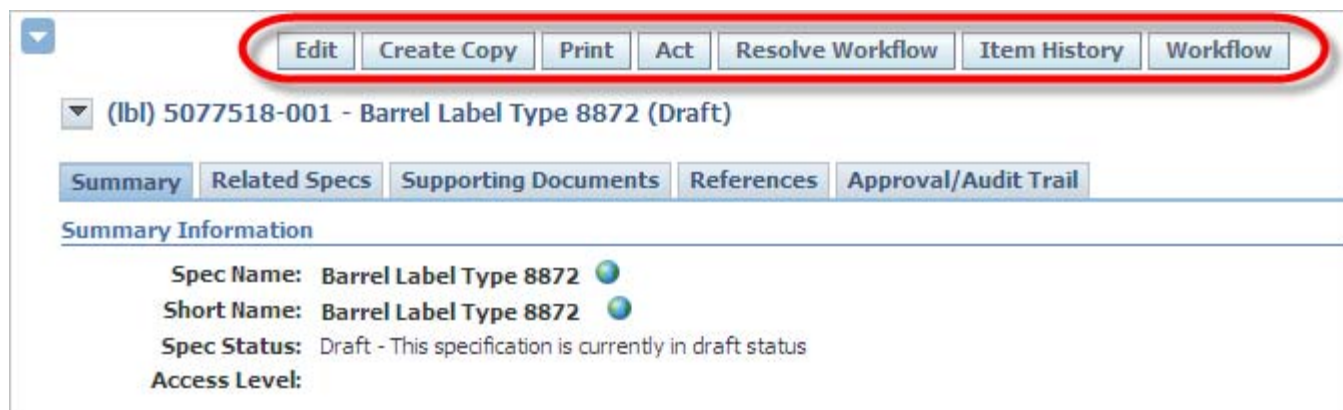 Edit Create Copy Print Act Resolve Workflow Item History Workflow
(lbl) 5077518-001 - Barrel Label Type 8872 (Draft)
Summary Related Specs Supporting Documents References Approval/Audit Trail
Summary Information
Spec Name: Barrel Label Type 8872
Short Name: Barrel Label Type 8872
Spec Status: Draft - This specification is currently in draft status
Access Level: